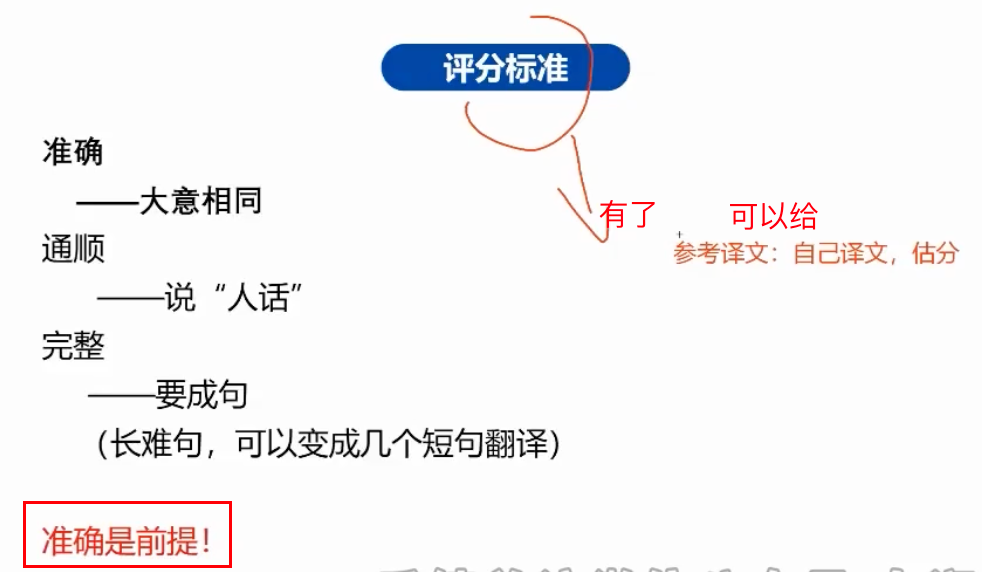 评分标准
准确
——大意相同
通顺
——说“人话”
有了 可以给
参考译文：自己译文，估分
完整
——要成句
（长难句，可以变成几个短句翻译）
准确是前提！